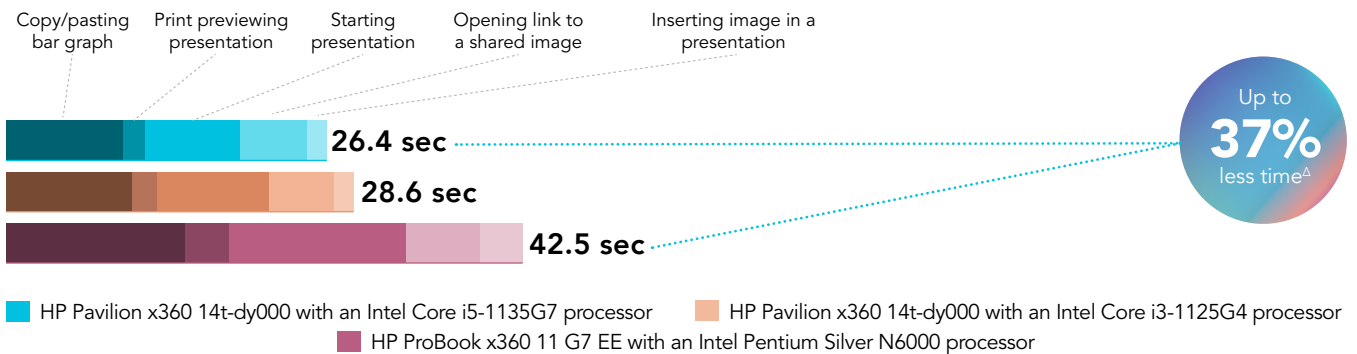 Copy/pasting
bar graph
Print previewing
presentation
Starting
presentation
Opening link to
a shared image
Inserting image in a
presentation
26.4 sec
28.6 sec
42.5 sec
Up to
37%
less time∆
HP Pavilion x360 14t-dy000 with an Intel Core i5-1135G7 processor
HP Pavilion x360 14t-dy000 with an Intel Core i3-1125G4 processor
HP ProBook x360 11 G7 EE with an Intel Pentium Silver N6000 processor